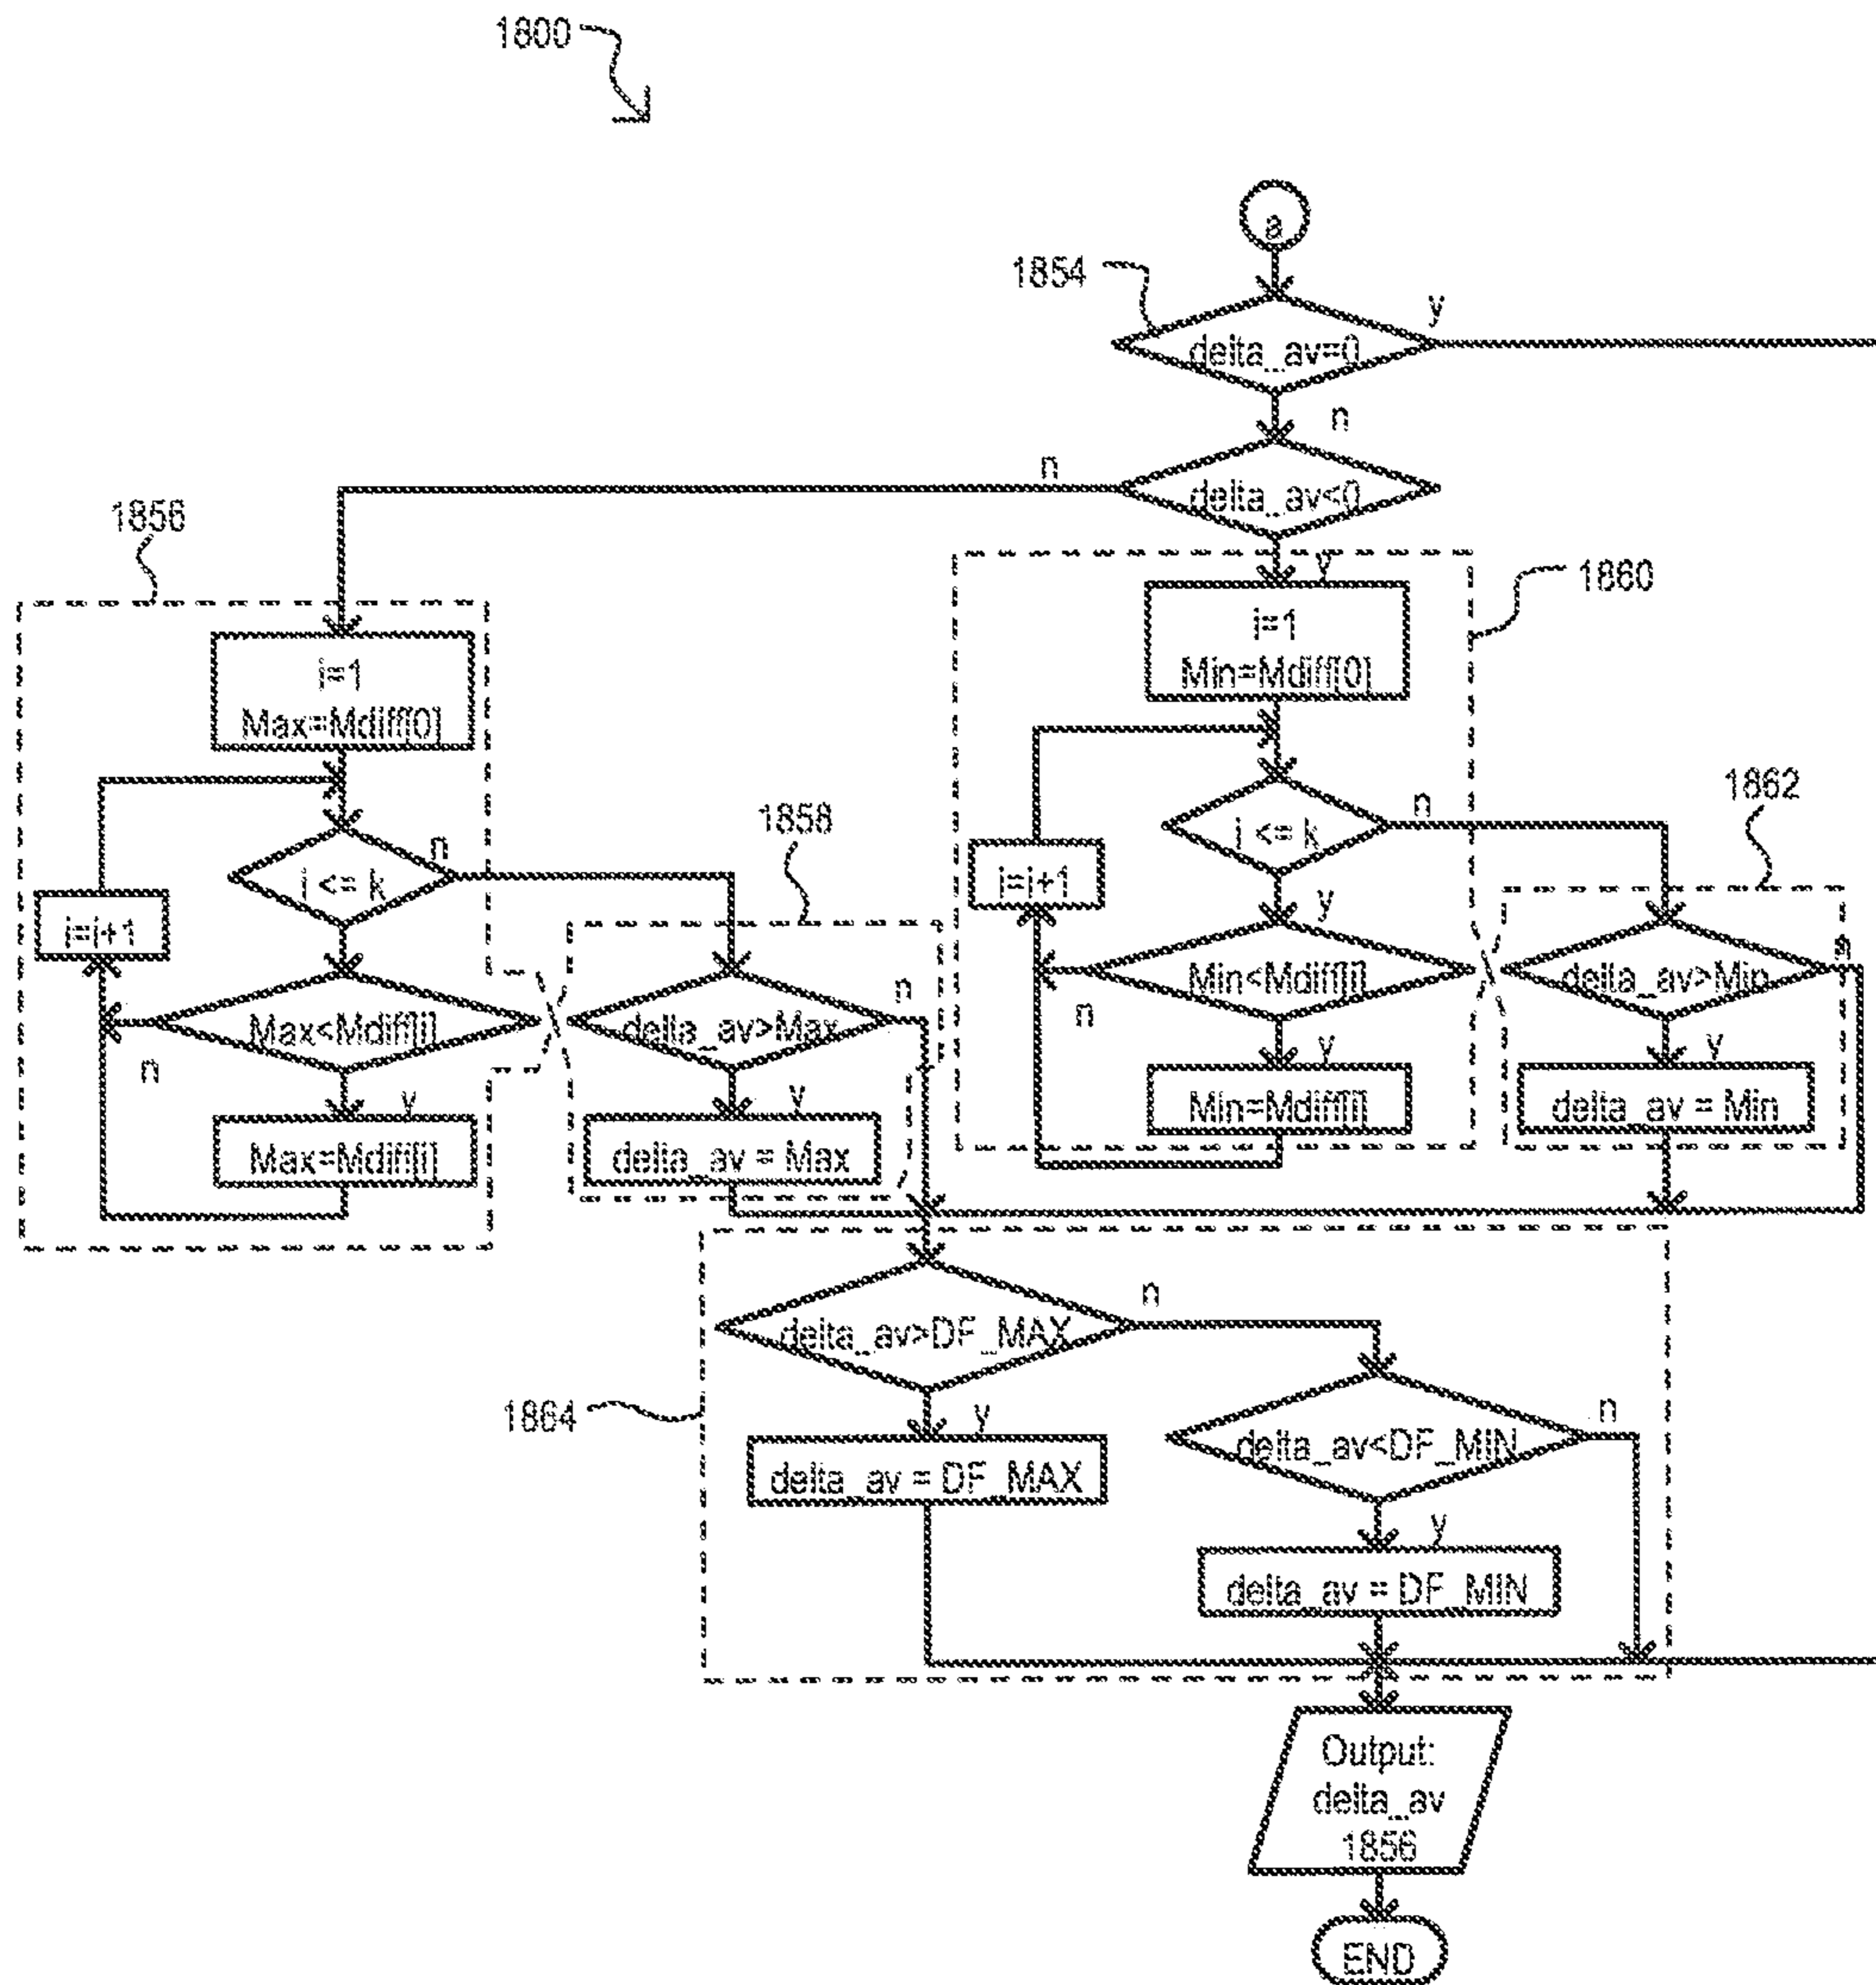 1800
a
1854
delta_av=0
y
n
delta_av<0
n
y
1856
i=1
Max=Mdiff[0]
i <= k
n
i=i+1
Max<Mdiff[i]
n
y
Max=Mdiff[i]
1858
delta_av>Max
n
y
delta_av = Max
1860
i=1
Min=Mdiff[0]
i <= k
n
y
i=i+1
Min<Mdiff[i]
n
y
Min=Mdiff[i]
1862
delta_av>Min
n
y
delta_av = Min
1864
delta_av>DF_MAX
n
y
delta_av = DF_MAX
delta_av<DF_MIN
n
y
delta_av = DF_MIN
Output:
delta_av
1856
END